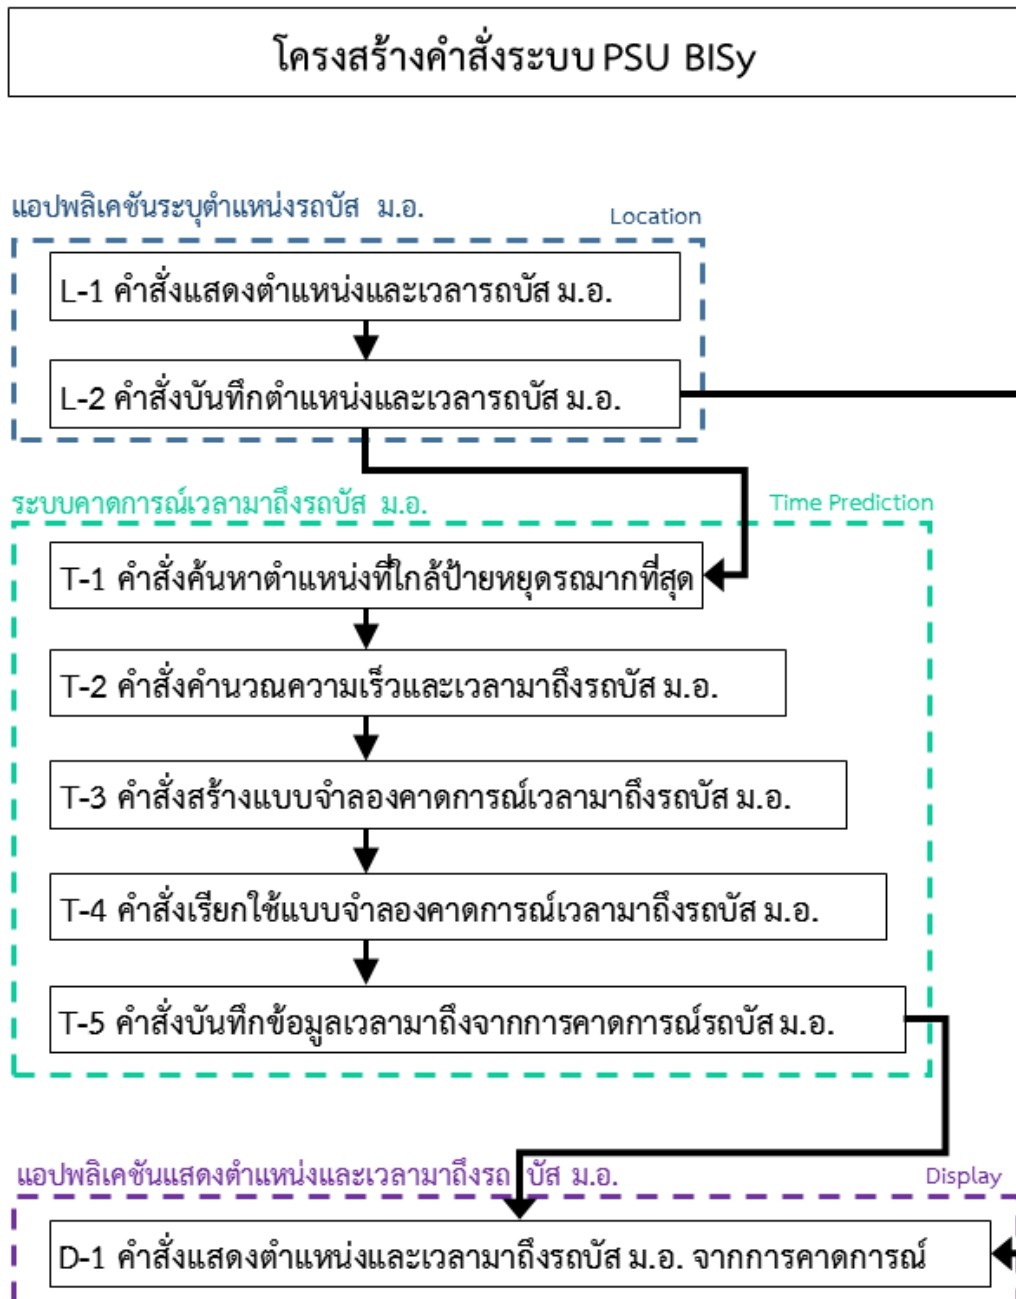 โครงสร้างคำสั่งระบบ PSU BISy
แอปพลิเคชันระบุตำแหน่งรถบัส ม.อ.
Location
L-1 คำสั่งแสดงตำแหน่งและเวลารถบัส ม.อ.
L-2 คำสั่งบันทึกตำแหน่งและเวลารถบัส ม.อ.
ระบบคาดการณ์เวลามาถึงรถบัส ม.อ.
Time Prediction
T-1 คำสั่งค้นหาตำแหน่งที่ใกล้ป้ายหยุดรถมากที่สุด
T-2 คำสั่งคำนวณความเร็วและเวลามาถึงรถบัส ม.อ.
T-3 คำสั่งสร้างแบบจำลองคาดการณ์เวลามาถึงรถบัส ม.อ.
T-4 คำสั่งเรียกใช้แบบจำลองคาดการณ์เวลามาถึงรถบัส ม.อ.
T-5 คำสั่งบันทึกข้อมูลเวลามาถึงจากการคาดการณ์รถบัส ม.อ.
แอปพลิเคชันแสดงตำแหน่งและเวลามาถึงรถ บัส ม.อ.
Display
D-1 คำสั่งแสดงตำแหน่งและเวลามาถึงรถบัส ม.อ. จากการคาดการณ์